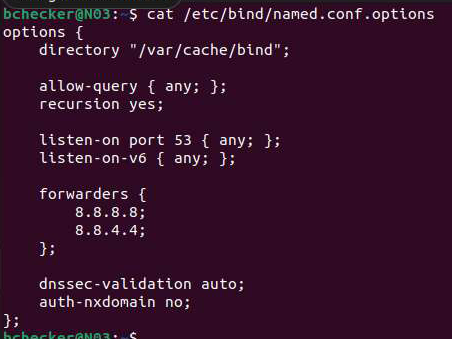 bchecker@N03:~$ cat /etc/bind/named.conf.options
options {
    directory "/var/cache/bind";

    allow-query { any; };
    recursion yes;

    listen-on port 53 { any; };
    listen-on-v6 { any; };

    forwarders {
        8.8.8.8;
        8.8.4.4;
    };

    dnssec-validation auto;
    auth-nxdomain no;
};
bchecker@N03:~$